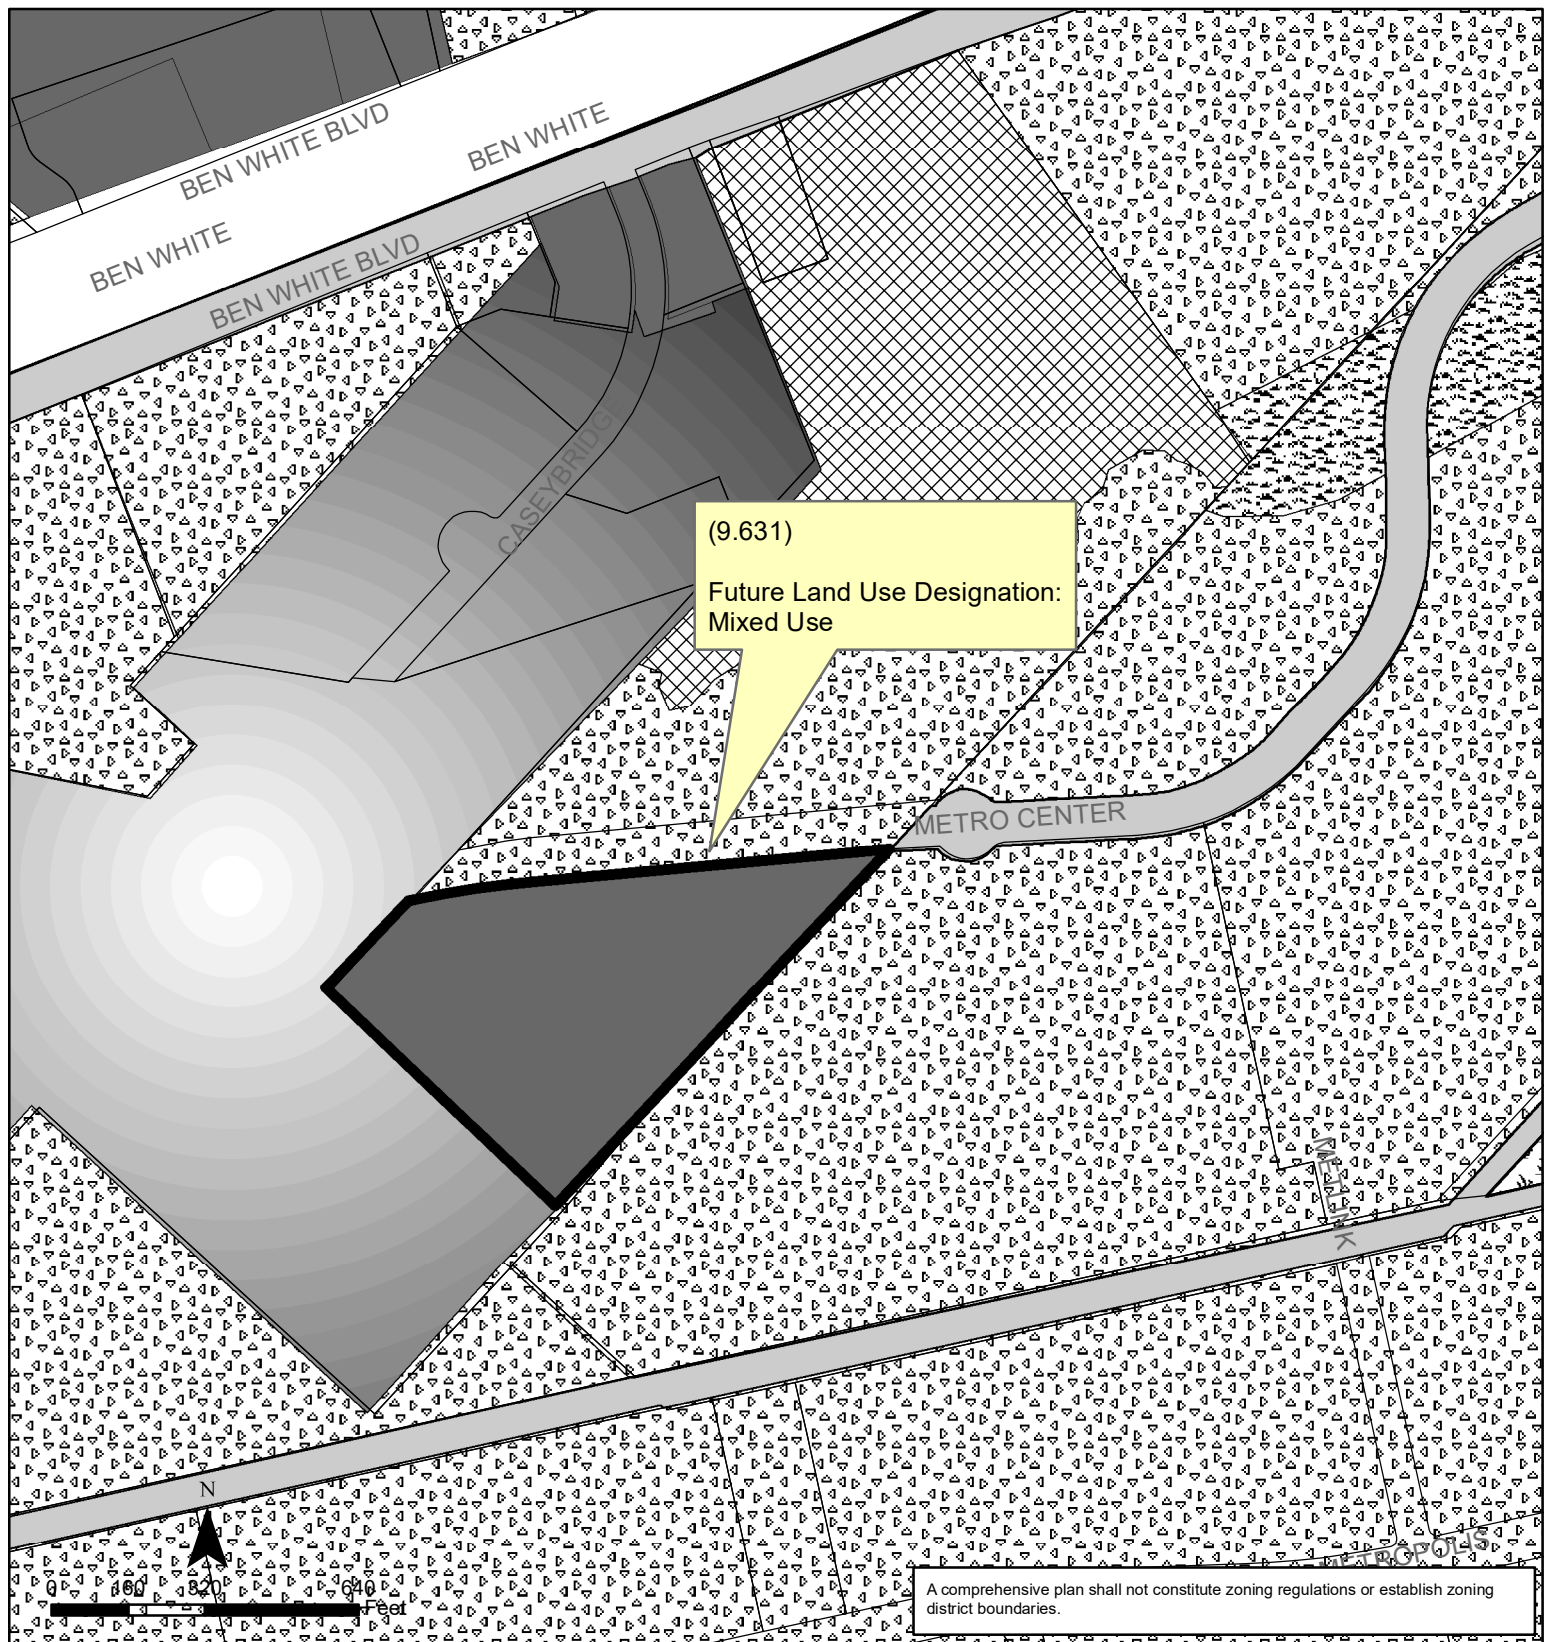 BEN WHITE BLVD
BEN WHITE
BEN WHITE
BEN WHITE BLVD
CASEYBRIDGE
(9.631)
Future Land Use Designation:
Mixed Use
METRO CENTER
METLINK
N
METROPOLIS
0 160 320 640
Feet
A comprehensive plan shall not constitute zoning regulations or establish zoning
district boundaries.